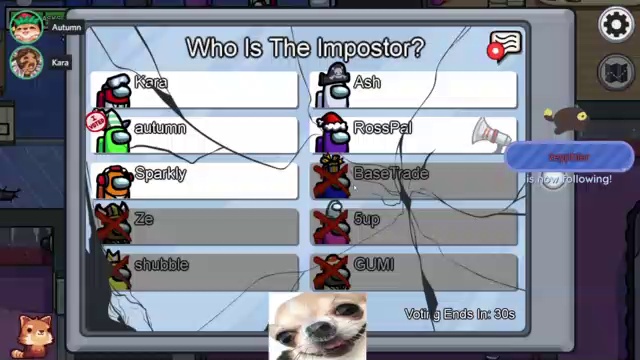 Autumn
Kara
Who Is The Impostor?
Kara
Ash
I VOTED
autumn
RossPal
Sparkly
BaseTrade
Ze
5up
shubble
GUMI
is now following!
Voting Ends In: 30s